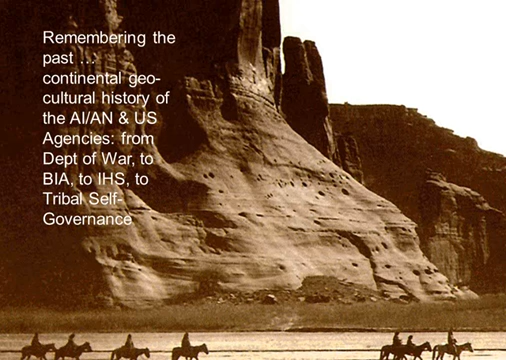 Remembering the
past …
continental geo-
cultural history of
the AI/AN & US
Agencies: from
Dept of War, to
BIA, to IHS, to
Tribal Self-
Governance